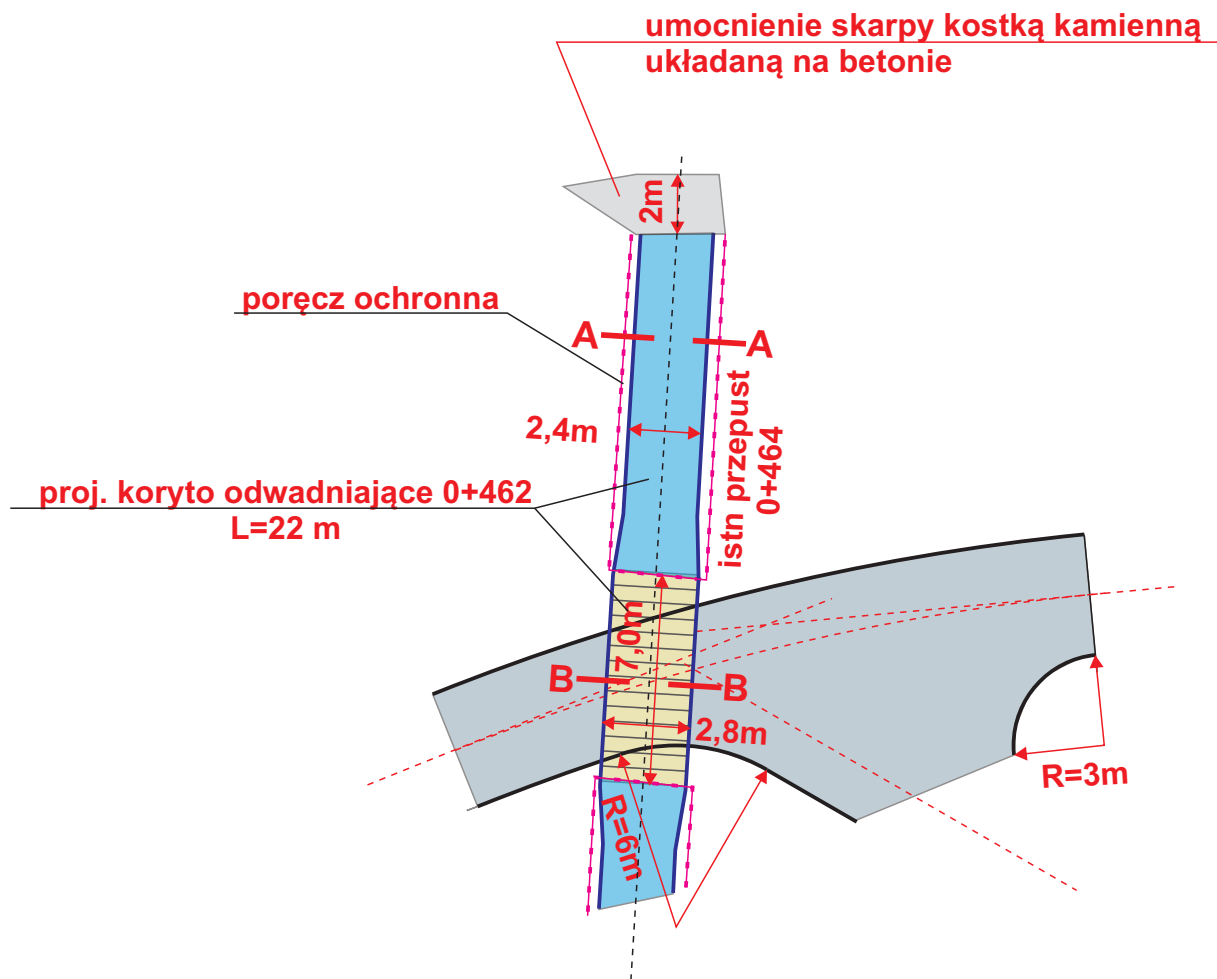 umocnienie skarpy kostką kamienną
układaną na betonie
2m
poręcz ochronna
A
A
2,4m
istn przepust
0+464
proj. koryto odwadniające 0+462
L=22 m
7,0m
B
B
2,8m
R=3m
R=6m